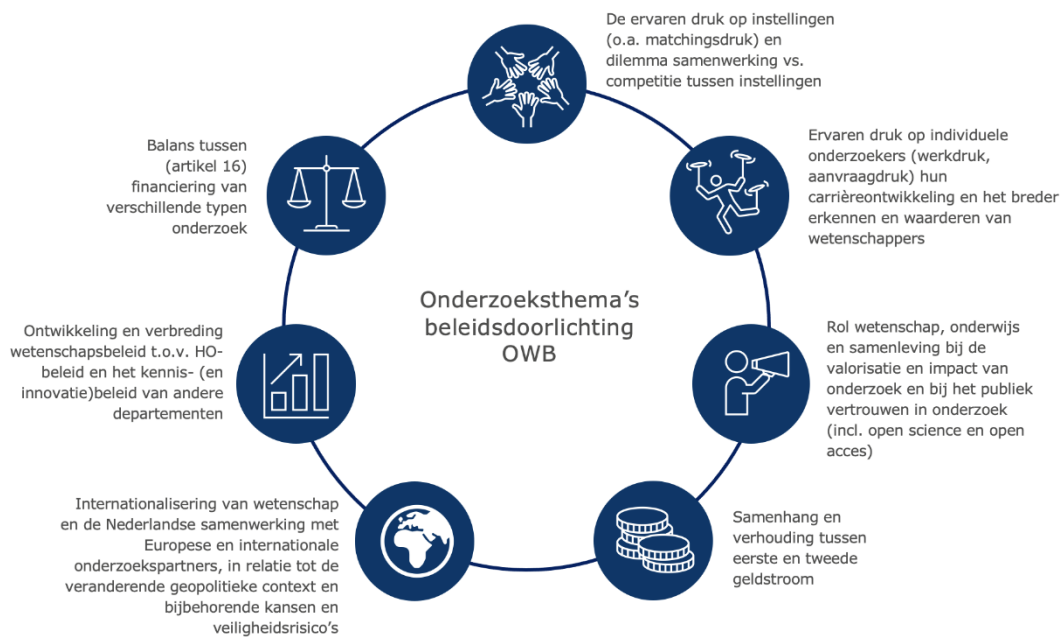 De ervaren druk op instellingen
(o.a. matchingsdruk) en
dilemma samenwerking vs.
competitie tussen instellingen
Ervaren druk op individuele
onderzoekers (werkdruk,
aanvraagdruk) hun
carrièreontwikkeling en het breder
erkennen en waarderen van
wetenschappers
Rol wetenschap, onderwijs
en samenleving bij de
valorisatie en impact van
onderzoek en bij het publiek
vertrouwen in onderzoek
(incl. open science en open
acces)
Samenhang en
verhouding tussen
eerste en tweede
geldstroom
Internationalisering van wetenschap
en de Nederlandse samenwerking met
Europese en internationale
onderzoekspartners, in relatie tot de
veranderende geopolitieke context en
bijbehorende kansen en
veiligheidsrisico's
Ontwikkeling en verbreding
wetenschapsbeleid t.o.v. HO-
beleid en het kennis- (en
innovatie)beleid van andere
departementen
Balans tussen
(artikel 16)
financiering van
verschillende typen
onderzoek
Onderzoeksthema's
beleidsdoorlichting
OWB